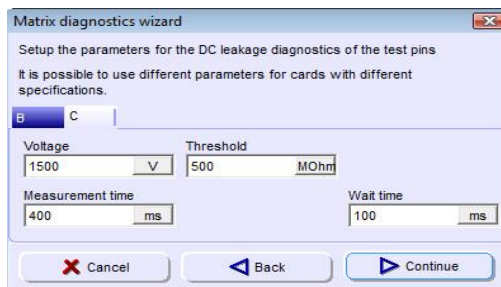 Matrix diagnostics wizard
Setup the parameters for the DC leakage diagnostics of the test pins
It is possible to use different parameters for cards with different
specifications.
B C
Voltage Threshold
1500 V 500 MOhm
Measurement time Wait time
400 ms 100 ms
Cancel Back Continue